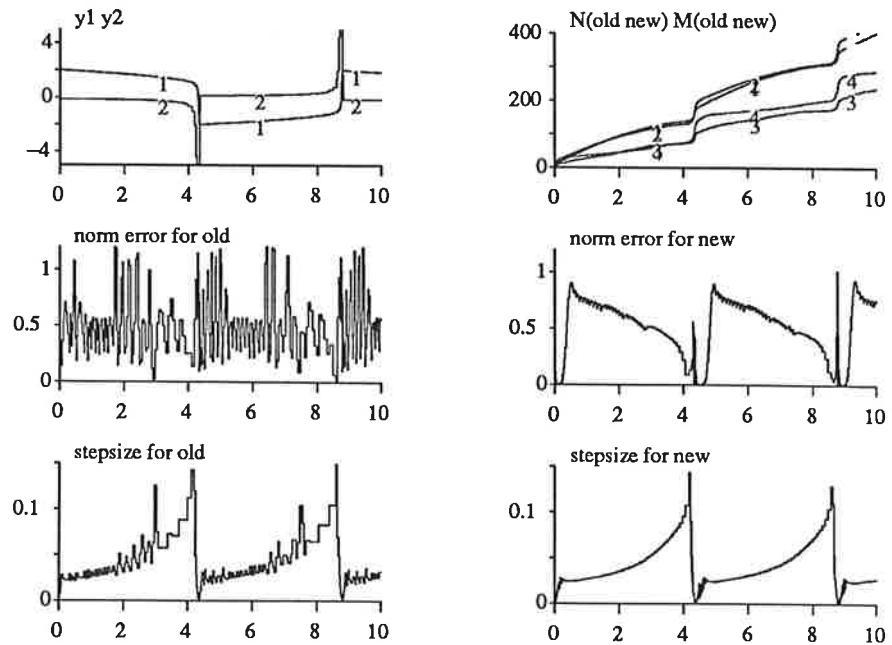 y1 y2
4
0
−4
1
2
2
1
1
2
0 2 4 6 8 10
N(old new) M(old new)
400
200
0
2
4
4
3
4
3
0 2 4 6 8 10
norm error for old
1
0.5
0
0 2 4 6 8 10
norm error for new
1
0.5
0
0 2 4 6 8 10
stepsize for old
0.1
0
0 2 4 6 8 10
stepsize for new
0.1
0
0 2 4 6 8 10